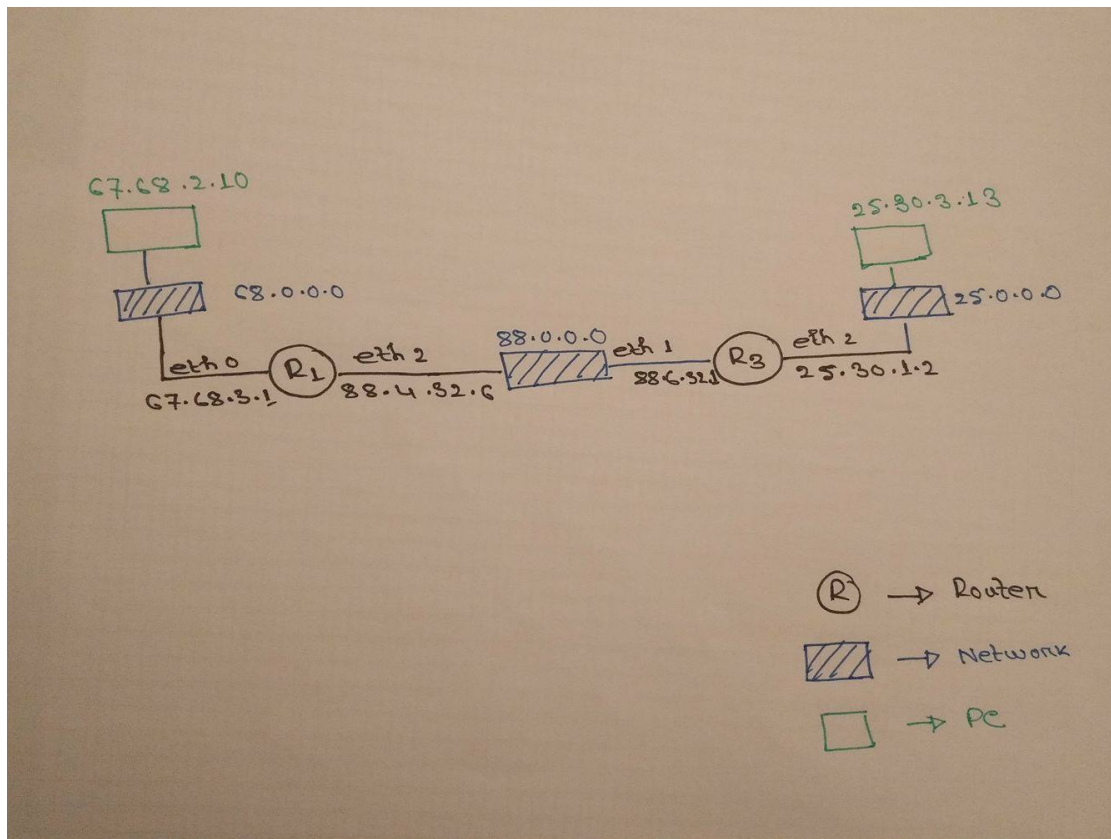 67.68.2.10
25.30.3.13
68.0.0.0
25.0.0.0
88.0.0.0
eth 0
R1
eth 2
eth 1
R3
eth 2
67.68.3.1
88.4.32.6
88.6.32.1
25.30.1.2
R → Router
→ Network
→ PC